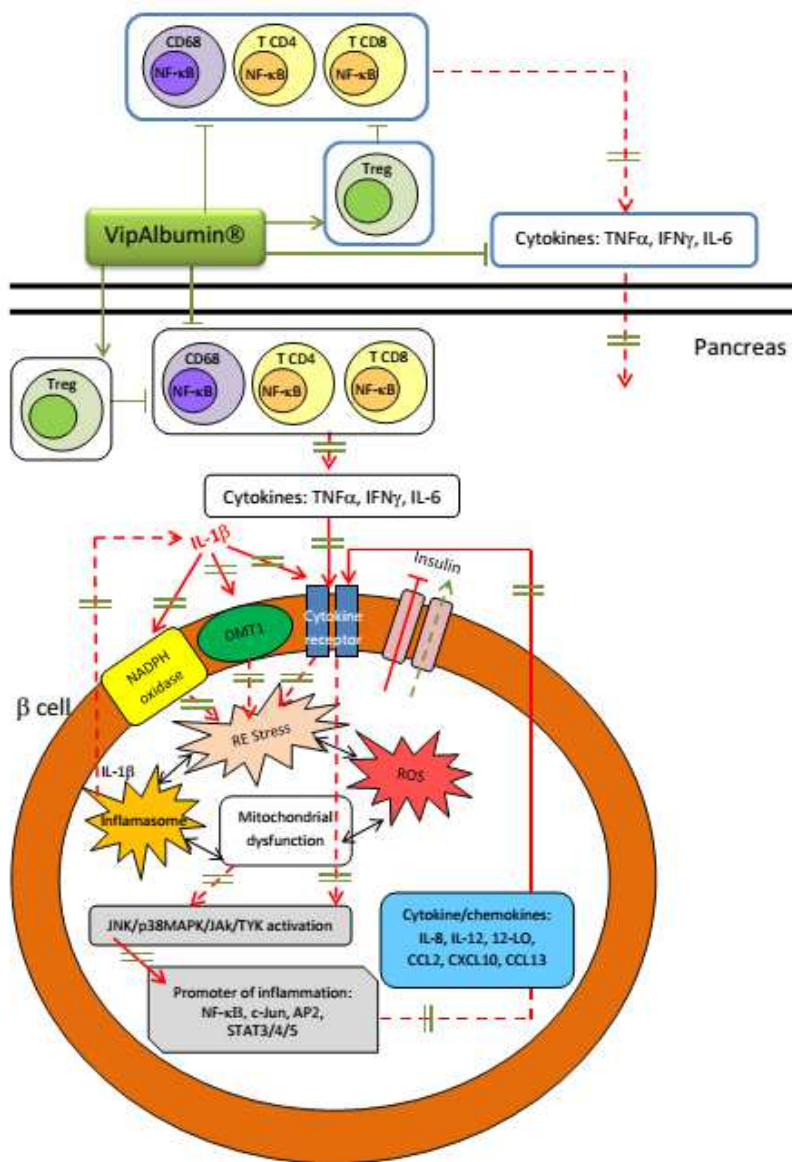 CD68
T CD4
T CD8
NF-κB
NF-κB
NF-κB
Treg
VipAlbumin®
Cytokines: TNFα, IFNγ, IL-6
Pancreas
CD68
T CD4
T CD8
NF-κB
NF-κB
NF-κB
Treg
Cytokines: TNFα, IFNγ, IL-6
IL-1β
Insulin
DMT1
Cytokine
receptor
NADPH
oxidase
β cell
RE Stress
IL-1β
ROS
Inflamasome
Mitochondrial
dysfunction
JNK/p38MAPK/JAk/TYK activation
Cytokine/chemokines:
IL-8, IL-12, 12-LO,
CCL2, CXCL10, CCL13
Promoter of inflammation:
NF-κB, c-Jun, AP2,
STAT3/4/5